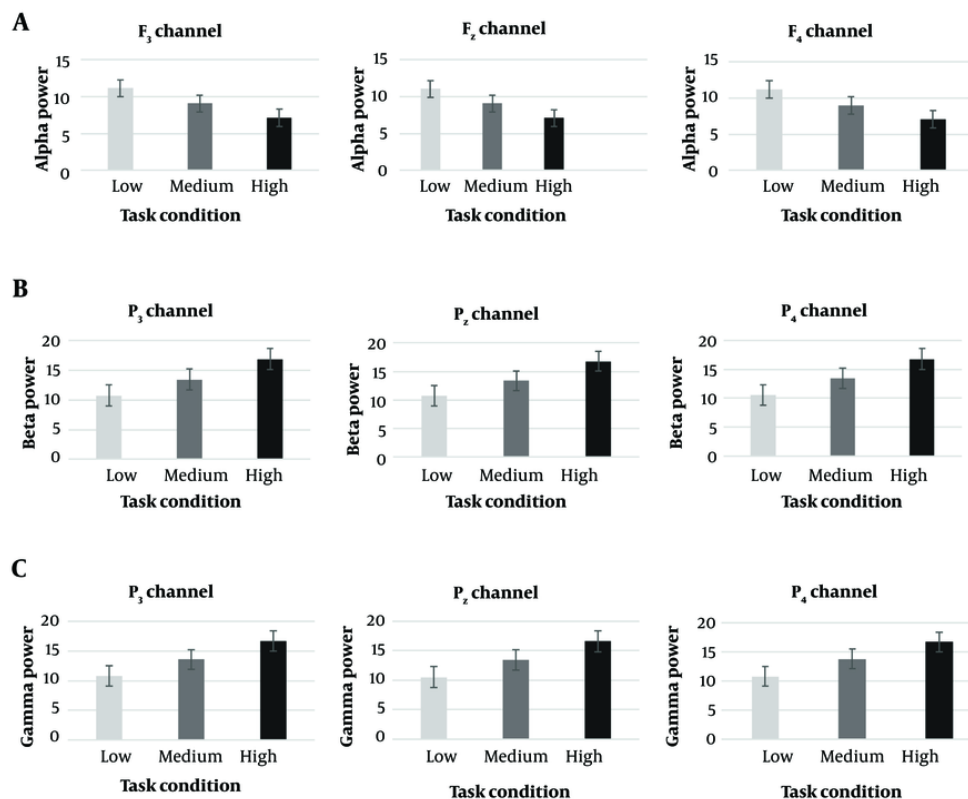 A
F₃ channel
Alpha power
15
10
5
0
Low Medium High
Task condition
F_z channel
Alpha power
15
10
5
0
Low Medium High
Task condition
F₄ channel
Alpha power
15
10
5
0
Low Medium High
Task condition
B
P₃ channel
Beta power
20
15
10
5
0
Low Medium High
Task condition
P_z channel
Beta power
20
15
10
5
0
Low Medium High
Task condition
P₄ channel
Beta power
20
15
10
5
0
Low Medium High
Task condition
C
P₃ channel
Gamma power
20
15
10
5
0
Low Medium High
Task condition
P_z channel
Gamma power
20
15
10
5
0
Low Medium High
Task condition
P₄ channel
Gamma power
20
15
10
5
0
Low Medium High
Task condition